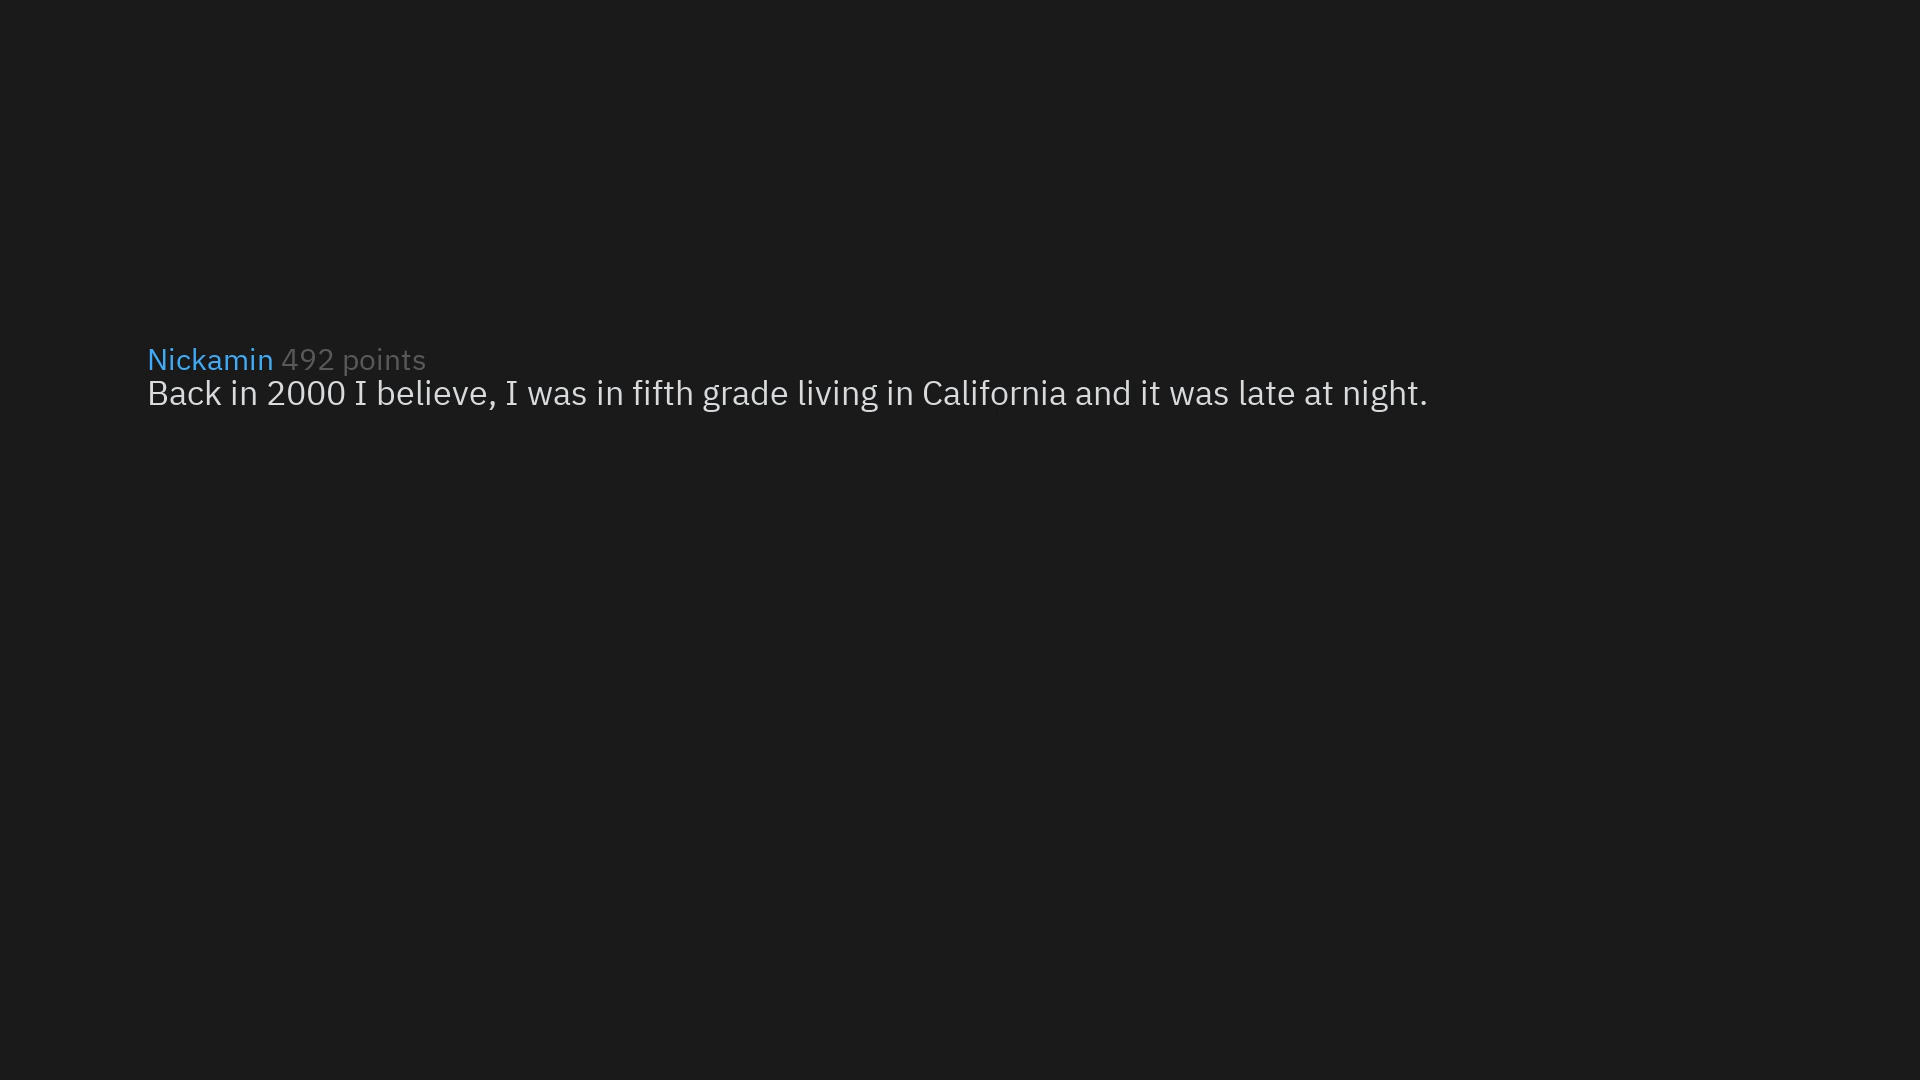 Nickamin 492 points
Back in 2000 I believe, I was in fifth grade living in California and it was late at night.